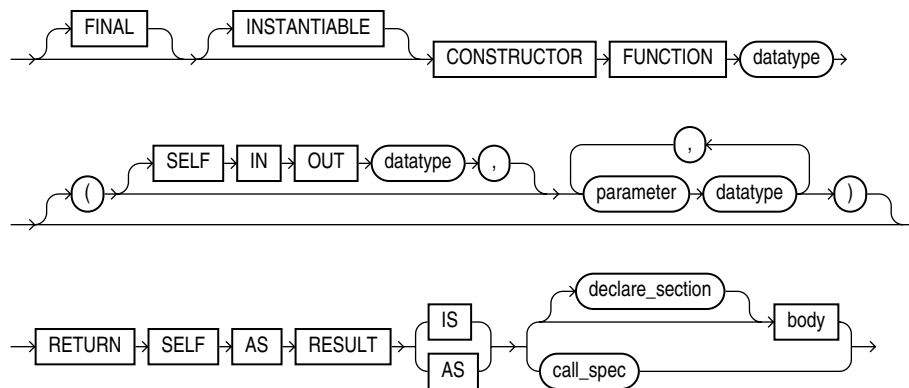 FINAL INSTANTIABLE
CONSTRUCTOR FUNCTION datatype
,
SELF IN OUT datatype ,
( parameter datatype )
declare_section
IS
RETURN SELF AS RESULT body
AS call_spec